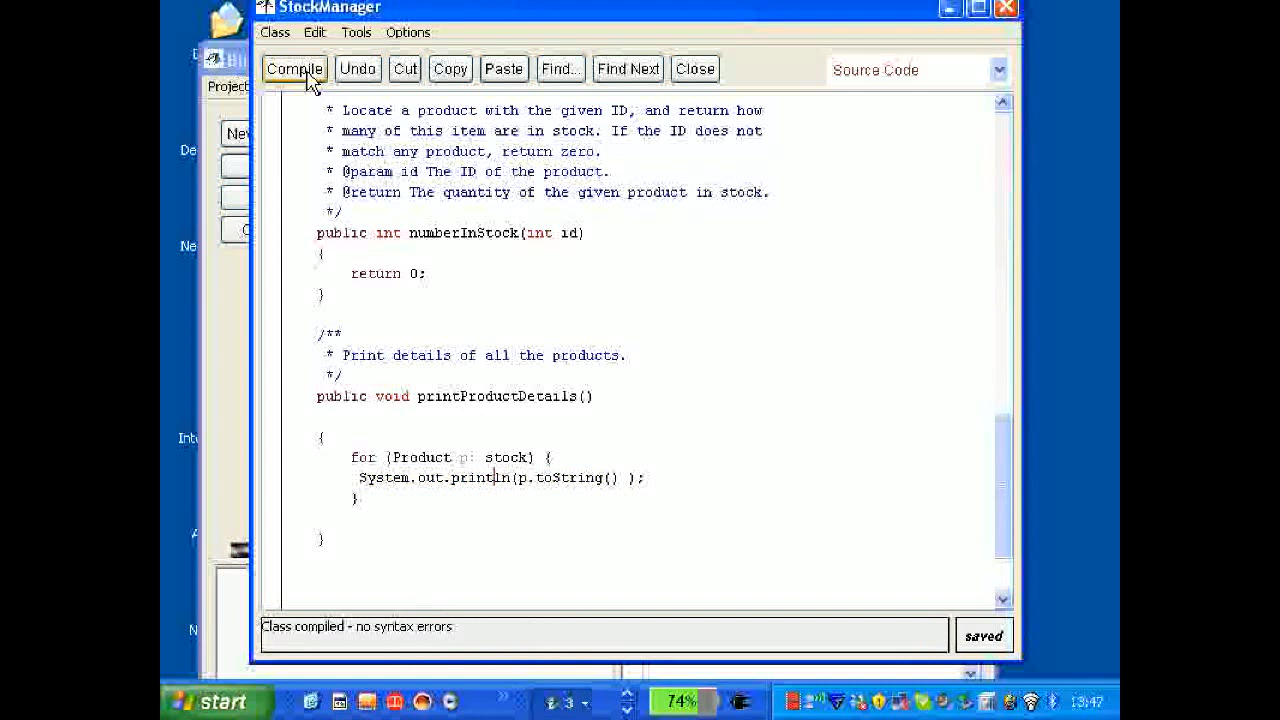 StockManager
Class Edit Tools Options
Compile Undo Cut Copy Paste Find... Find Next Close Source Code
Project
* Locate a product with the given ID, and return how
New
* many of this item are in stock. If the ID does not
* match any product, return zero.
* @param id The ID of the product.
* @return The quantity of the given product in stock.
*/
public int numberInStock(int id)
{
return 0;
}
/**
* Print details of all the products.
*/
public void printProductDetails()
{
for (Product p: stock) {
System.out.println(p.toString() );
}
}
Class compiled - no syntax errors
saved
start
3
74%
13:47